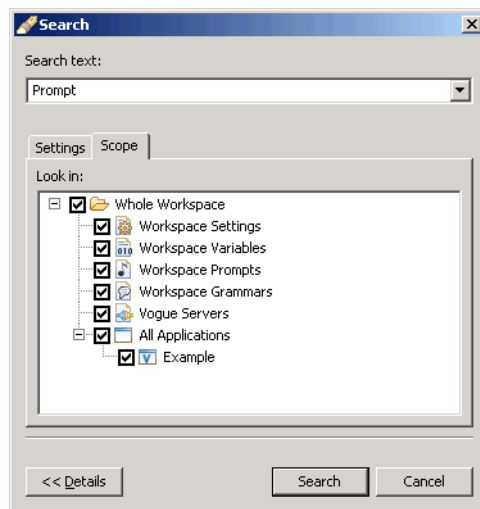 Search
Search text:
Prompt
Settings Scope
Look in:
Whole Workspace
Workspace Settings
Workspace Variables
Workspace Prompts
Workspace Grammars
Vogue Servers
All Applications
Example
<< Details Search Cancel